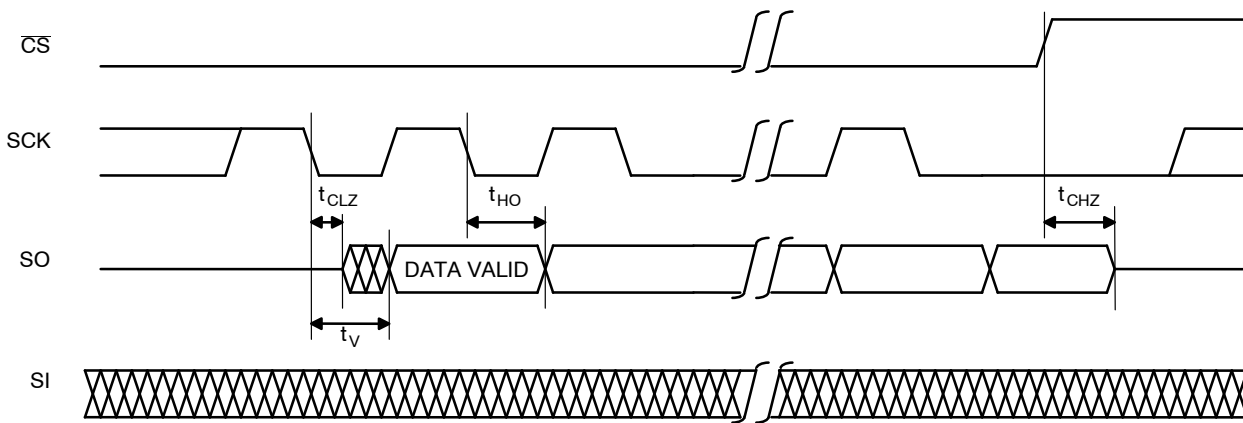 CS
SCK
tCLZ
tHO
tCHZ
SO
DATA VALID
tV
SI